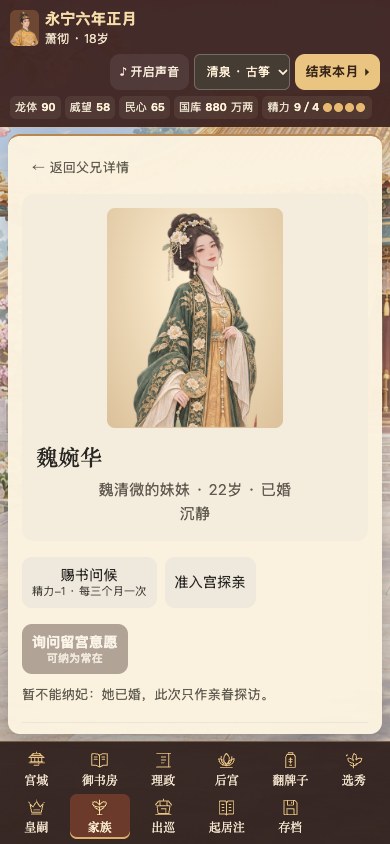 永宁六年正月
萧彻 · 18岁
♪ 开启声音
清泉 · 古筝
结束本月
龙体 90
威望 58
民心 65
国库 880 万两
精力 9 / 4
← 返回父兄详情
魏婉华
魏清微的妹妹 · 22岁 · 已婚
沉静
赐书问候
精力-1 · 每三个月一次
准入宫探亲
询问留宫意愿
可纳为常在
暂不能纳妃：她已婚，此次只作亲眷探访。
宫城
御书房
理政
后宫
翻牌子
选秀
皇嗣
家族
出巡
起居注
存档